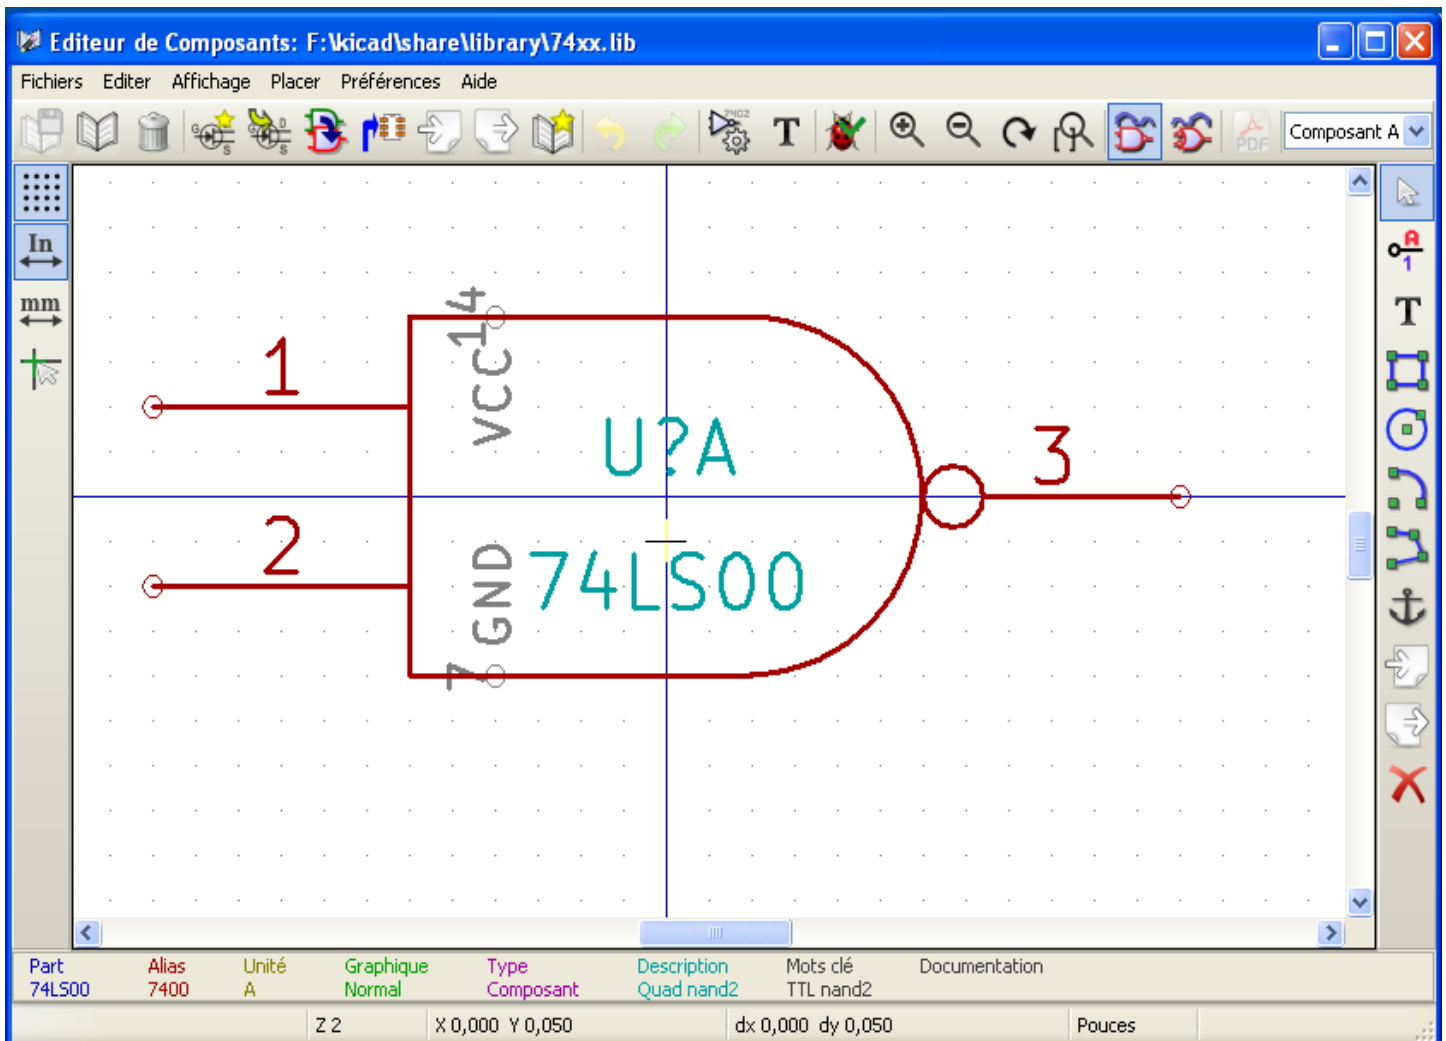 Editeur de Composants: F:\kicad\share\library\74xx.lib
Fichiers Editer Affichage Placer Préférences Aide
T PDF Composant A
In
mm
A
1
T
14
VCC
1
U?A
3
2
GND
74LS00
7
Part Alias Unité Graphique Type Description Mots clé Documentation
74LS00 7400 A Normal Composant Quad nand2 TTL nand2
Z 2 X 0,000 Y 0,050 dx 0,000 dy 0,050 Pouces